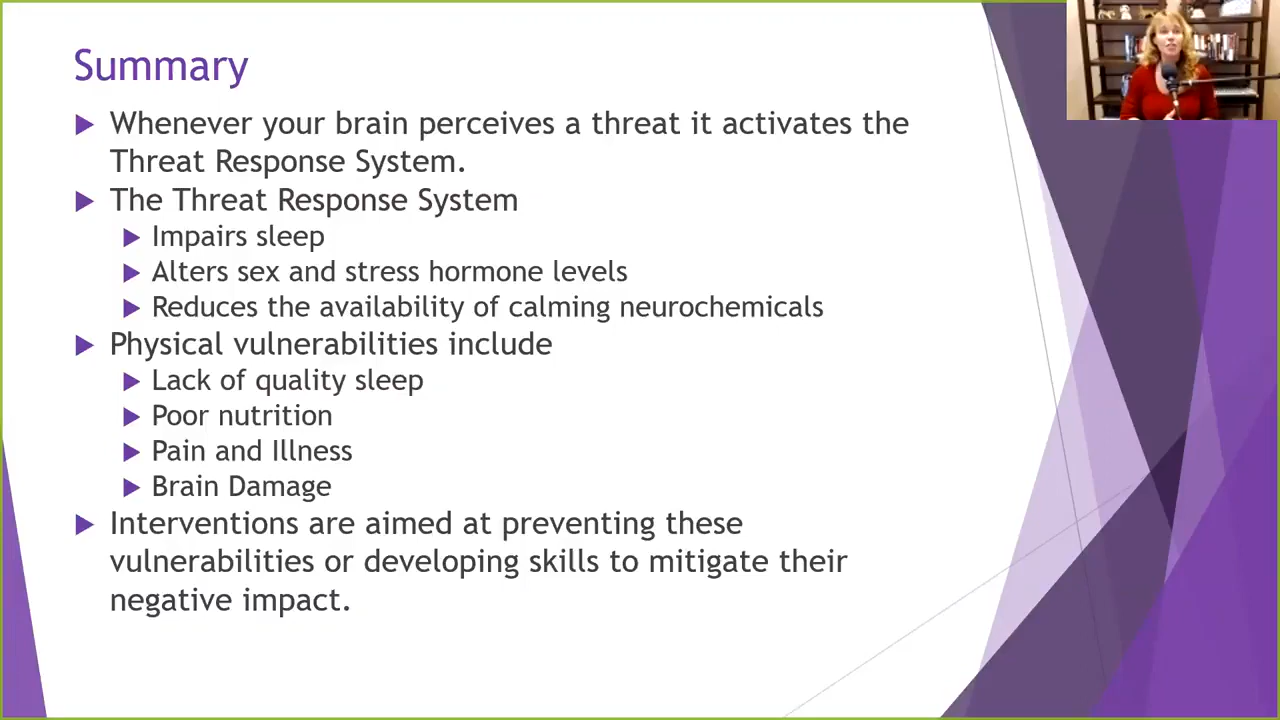 Summary
Whenever your brain perceives a threat it activates the
Threat Response System.
The Threat Response System
Impairs sleep
Alters sex and stress hormone levels
Reduces the availability of calming neurochemicals
Physical vulnerabilities include
Lack of quality sleep
Poor nutrition
Pain and Illness
Brain Damage
Interventions are aimed at preventing these
vulnerabilities or developing skills to mitigate their
negative impact.